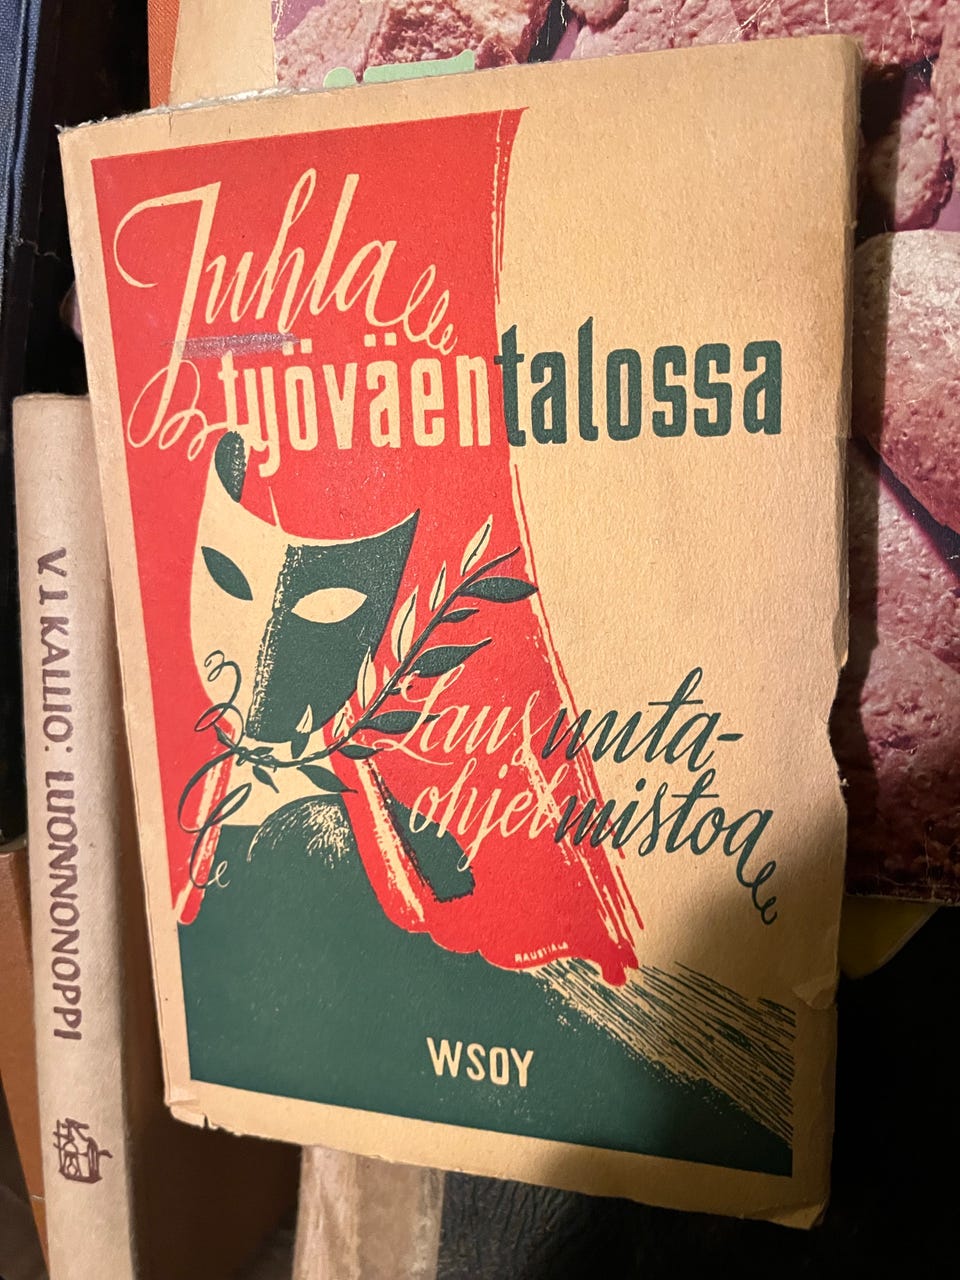 Juhla
työväentalossa
Lausunta-
ohjelmistoa
RAUSTIALA
WSOY
V. I. KALLIO: LUONNONOPPI